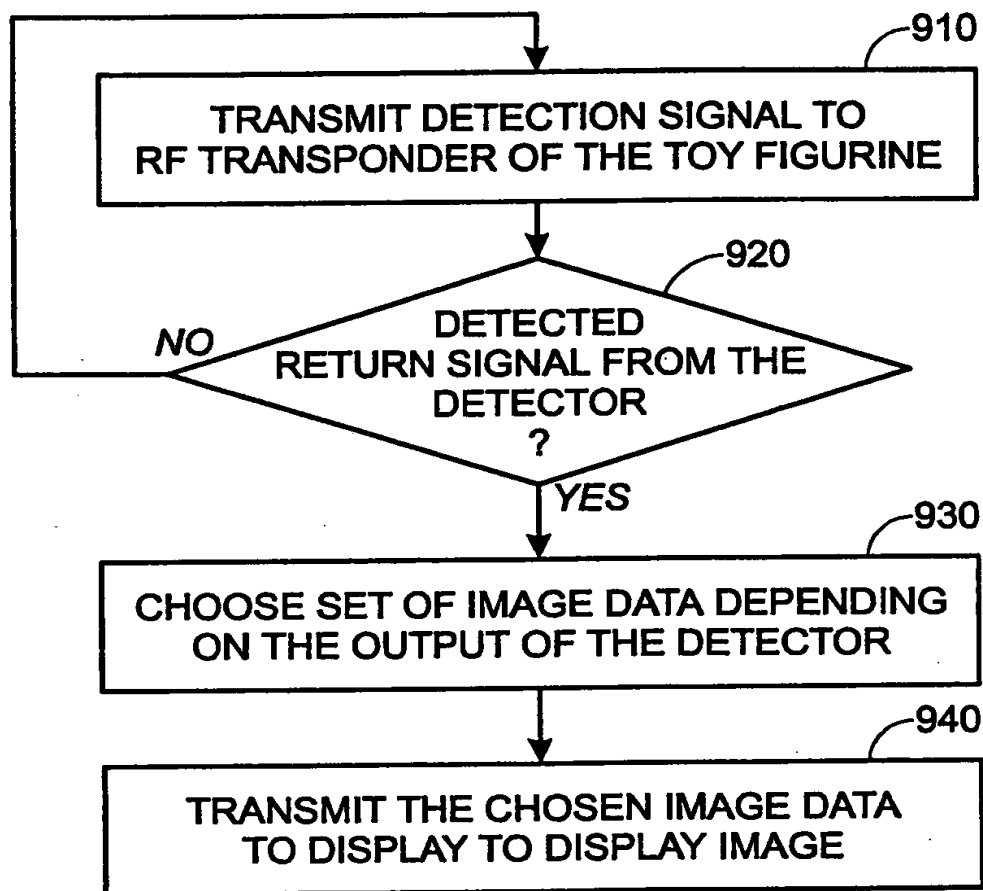 910
TRANSMIT DETECTION SIGNAL TO
RF TRANSPONDER OF THE TOY FIGURINE
920
DETECTED
RETURN SIGNAL FROM THE
DETECTOR
?
NO
YES
930
CHOOSE SET OF IMAGE DATA DEPENDING
ON THE OUTPUT OF THE DETECTOR
940
TRANSMIT THE CHOSEN IMAGE DATA
TO DISPLAY TO DISPLAY IMAGE